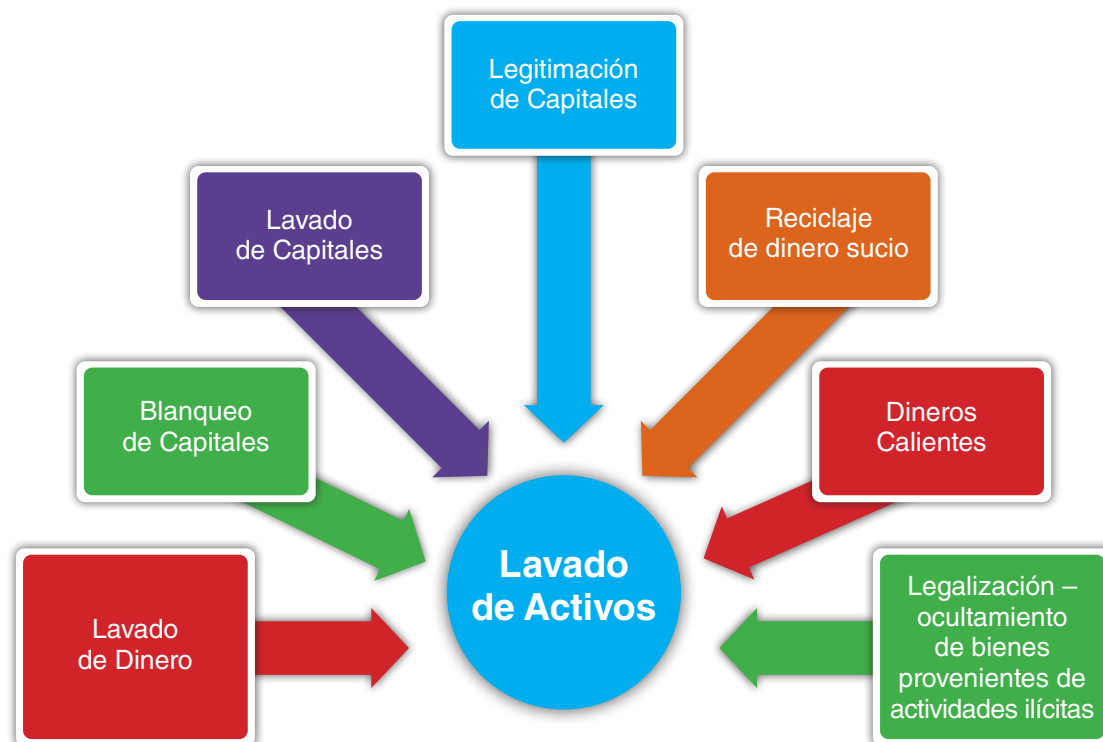 Legitimación
de Capitales
Lavado
de Capitales
Reciclaje
de dinero sucio
Blanqueo
de Capitales
Dineros
Calientes
Lavado
de Dinero
Lavado
de Activos
Legalización –
ocultamiento
de bienes
provenientes de
actividades ilícitas